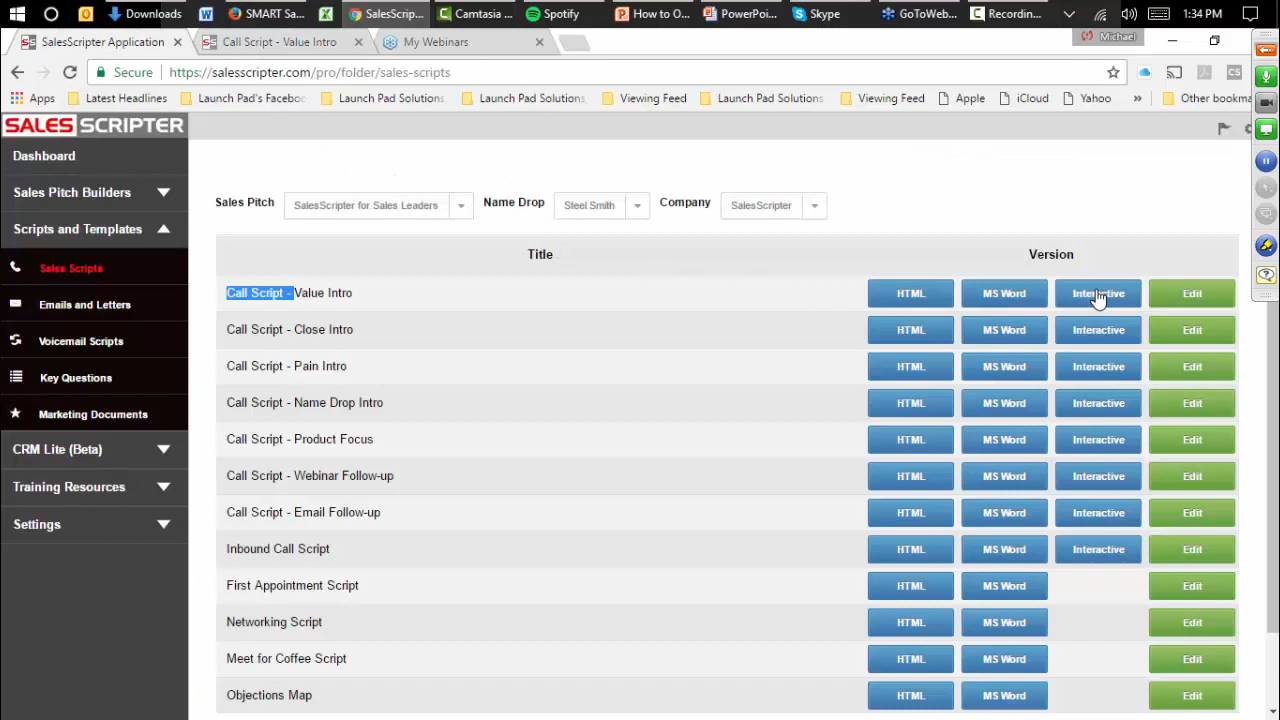 Downloads
SMART Sa...
SalesScrip...
Camtasia ...
Spotify
How to O...
PowerPoi...
Skype
GoToWeb...
Recordin...
1:34 PM
SalesScripter Application
Call Script - Value Intro
My Webinars
Michael
Secure
https://salesscripter.com/pro/folder/sales-scripts
Apps
Latest Headlines
Launch Pad's Faceboo
Launch Pad Solutions
Launch Pad Solutions
Viewing Feed
Launch Pad Solutions
Viewing Feed
Apple
iCloud
Yahoo
Other bookma
SALES SCRIPTER
Dashboard
Sales Pitch Builders
Scripts and Templates
Sales Scripts
Emails and Letters
Voicemail Scripts
Key Questions
Marketing Documents
CRM Lite (Beta)
Training Resources
Settings
Sales Pitch SalesScripter for Sales Leaders Name Drop Steel Smith Company SalesScripter
Title Version
Call Script - Value Intro HTML MS Word Interactive Edit
Call Script - Close Intro HTML MS Word Interactive Edit
Call Script - Pain Intro HTML MS Word Interactive Edit
Call Script - Name Drop Intro HTML MS Word Interactive Edit
Call Script - Product Focus HTML MS Word Interactive Edit
Call Script - Webinar Follow-up HTML MS Word Interactive Edit
Call Script - Email Follow-up HTML MS Word Interactive Edit
Inbound Call Script HTML MS Word Interactive Edit
First Appointment Script HTML MS Word Edit
Networking Script HTML MS Word Edit
Meet for Coffee Script HTML MS Word Edit
Objections Map HTML MS Word Edit